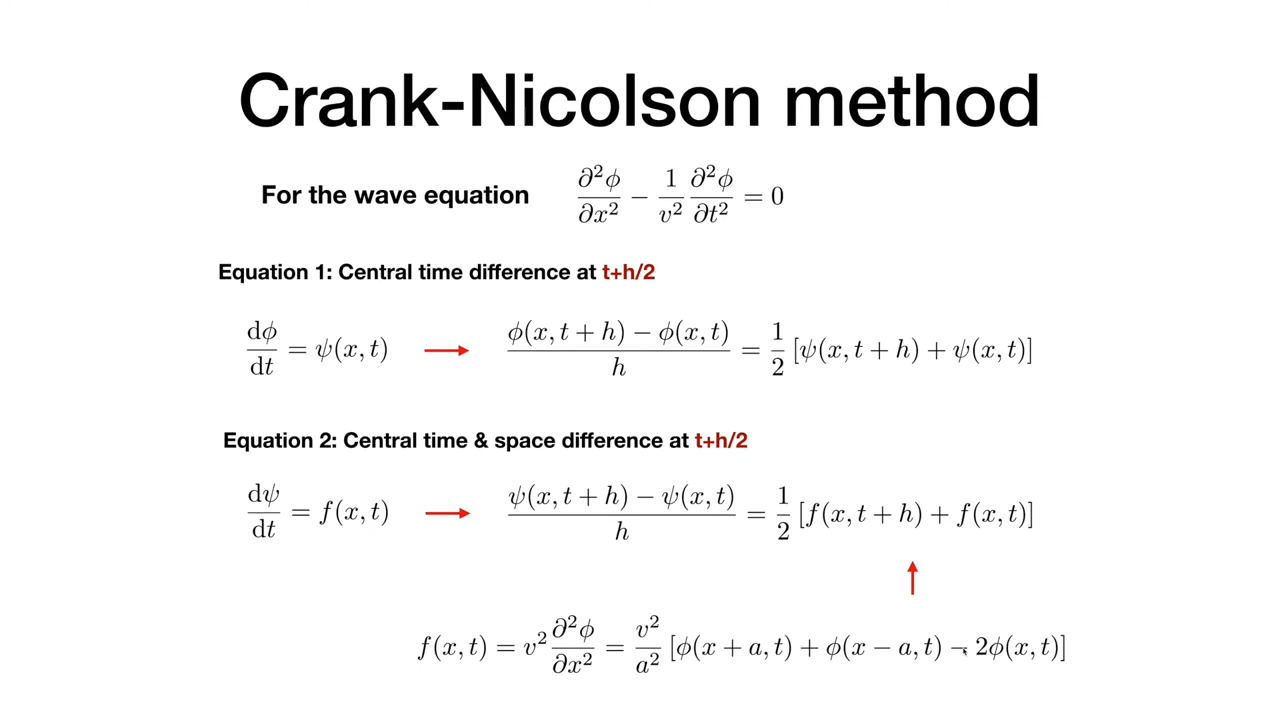 Crank-Nicolson method
For the wave equation ∂²ϕ/∂x² − 1/v² ∂²ϕ/∂t² = 0
Equation 1: Central time difference at t+h/2
dϕ/dt = ψ(x, t) → (ϕ(x, t + h) − ϕ(x, t))/h = 1/2 [ψ(x, t + h) + ψ(x, t)]
Equation 2: Central time & space difference at t+h/2
dψ/dt = f(x, t) → (ψ(x, t + h) − ψ(x, t))/h = 1/2 [f(x, t + h) + f(x, t)]
f(x, t) = v² ∂²ϕ/∂x² = v²/a² [ϕ(x + a, t) + ϕ(x − a, t) − 2ϕ(x, t)]